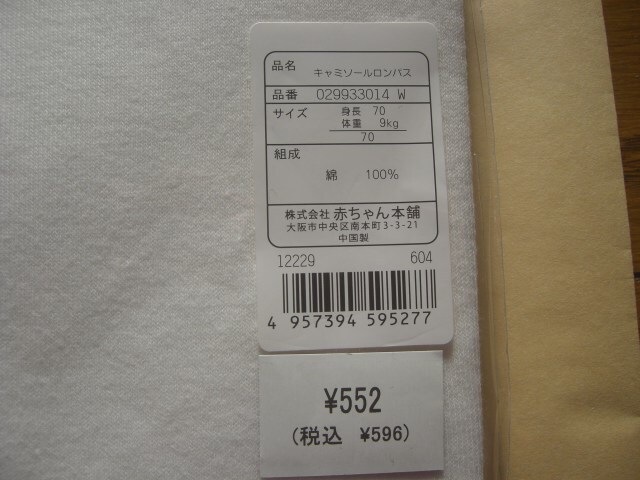 品名 キャミソールロンパス
品番 029933014 W
サイズ 身長 70
体重 9kg
70
組成
綿 100%
株式会社 赤ちゃん本舗
大阪市中央区南本町3-3-21
中国製
12229 604
4 957394 595277
¥552
(税込 ¥596)